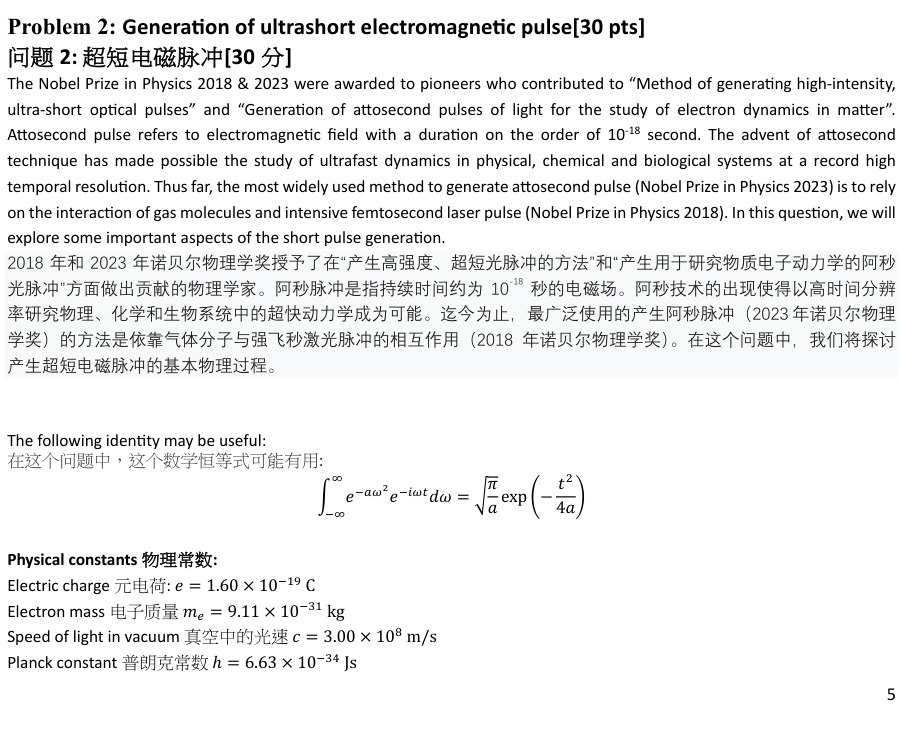 Problem 2: Generation of ultrashort electromagnetic pulse[30 pts]
问题 2: 超短电磁脉冲[30 分]
The Nobel Prize in Physics 2018 & 2023 were awarded to pioneers who contributed to “Method of generating high-intensity,
ultra-short optical pulses” and “Generation of attosecond pulses of light for the study of electron dynamics in matter”.
Attosecond pulse refers to electromagnetic field with a duration on the order of 10⁻¹⁸ second. The advent of attosecond
technique has made possible the study of ultrafast dynamics in physical, chemical and biological systems at a record high
temporal resolution. Thus far, the most widely used method to generate attosecond pulse (Nobel Prize in Physics 2023) is to rely
on the interaction of gas molecules and intensive femtosecond laser pulse (Nobel Prize in Physics 2018). In this question, we will
explore some important aspects of the short pulse generation.
2018 年和 2023 年诺贝尔物理学奖授予了在“产生高强度、超短光脉冲的方法”和“产生用于研究物质电子动力学的阿秒
光脉冲”方面做出贡献的物理学家。阿秒脉冲是指持续时间约为 10⁻¹⁸ 秒的电磁场。阿秒技术的出现使得以高时间分辨
率研究物理、化学和生物系统中的超快动力学成为可能。迄今为止，最广泛使用的产生阿秒脉冲（2023 年诺贝尔物理
学奖）的方法是依靠气体分子与强飞秒激光脉冲的相互作用（2018 年诺贝尔物理学奖）。在这个问题中，我们将探讨
产生超短电磁脉冲的基本物理过程。
The following identity may be useful:
在这个问题中，这个数学恒等式可能有用:
$\int_{-\infty}^{\infty} e^{-a\omega^2} e^{-i\omega t} d\omega = \sqrt{\frac{\pi}{a}} \exp\left(-\frac{t^2}{4a}\right)$
Physical constants 物理常数:
Electric charge 元电荷: e = 1.60 × 10⁻¹⁹ C
Electron mass 电子质量 mₑ = 9.11 × 10⁻³¹ kg
Speed of light in vacuum 真空中的光速 c = 3.00 × 10⁸ m/s
Planck constant 普朗克常数 h = 6.63 × 10⁻³⁴ Js
5